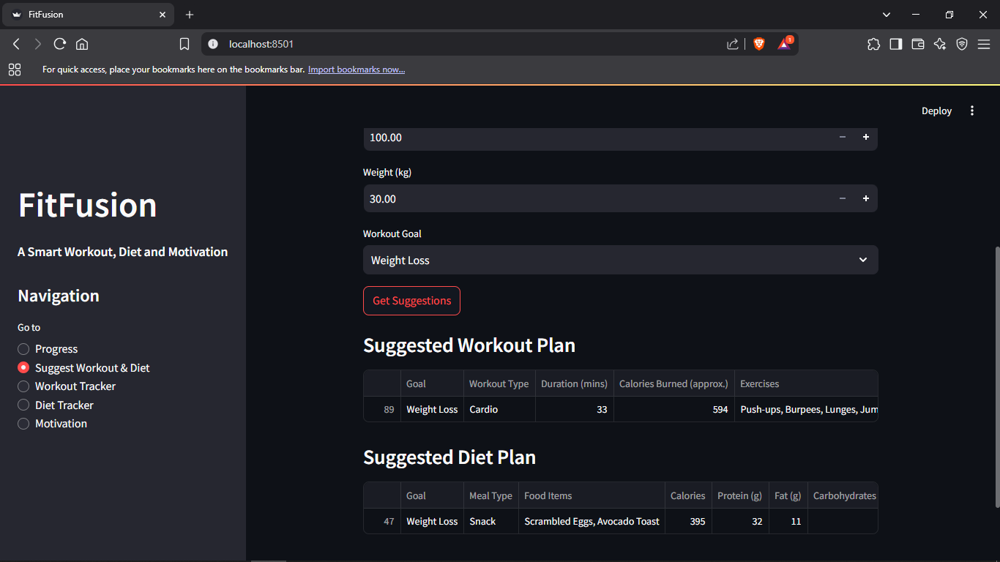 FitFusion
localhost:8501
1
For quick access, place your bookmarks here on the bookmarks bar. Import bookmarks now...
Deploy
FitFusion
A Smart Workout, Diet and Motivation
Navigation
Go to
Progress
Suggest Workout & Diet
Workout Tracker
Diet Tracker
Motivation
100.00
Weight (kg)
30.00
Workout Goal
Weight Loss
Get Suggestions
Suggested Workout Plan
Goal Workout Type Duration (mins) Calories Burned (approx.) Exercises
89 Weight Loss Cardio 33 594 Push-ups, Burpees, Lunges, Jum
Suggested Diet Plan
Goal Meal Type Food Items Calories Protein (g) Fat (g) Carbohydrates
47 Weight Loss Snack Scrambled Eggs, Avocado Toast 395 32 11